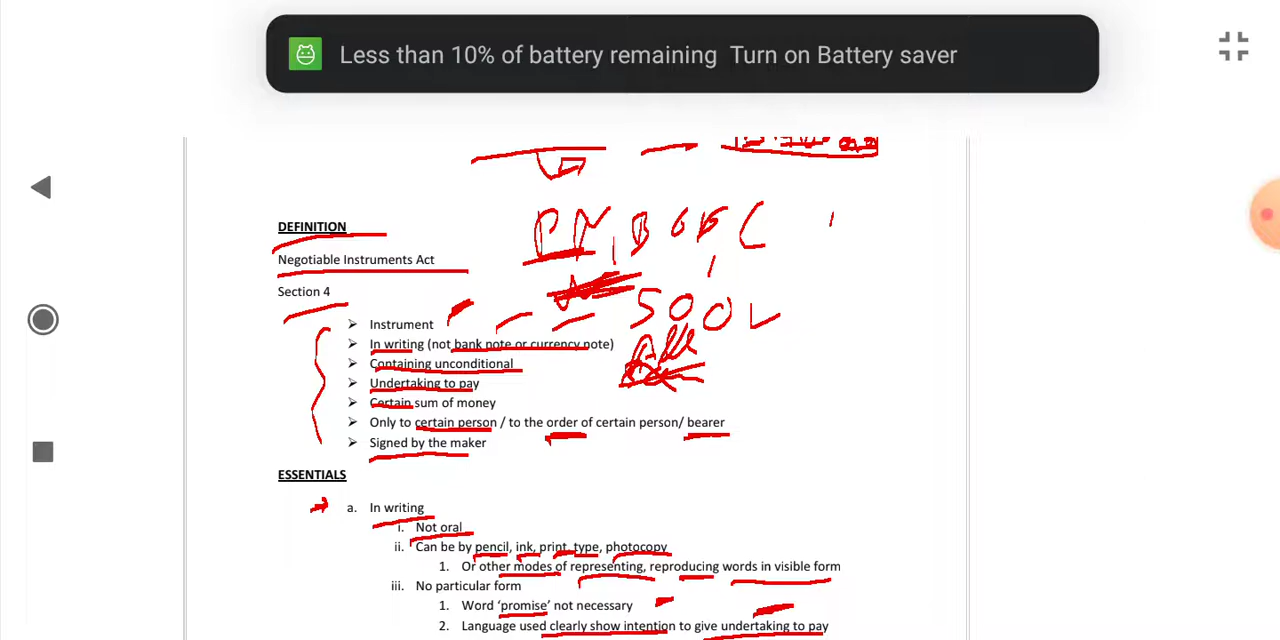 Less than 10% of battery remaining Turn on Battery saver
PN BOE C
DEFINITION
Negotiable Instruments Act
Section 4
500
➢ Instrument
➢ In writing (not bank note or currency note)
➢ Containing unconditional
➢ Undertaking to pay
➢ Certain sum of money
➢ Only to certain person / to the order of certain person/ bearer
➢ Signed by the maker
ESSENTIALS
a. In writing
i. Not oral
ii. Can be by pencil, ink, print, type, photocopy
1. Or other modes of representing, reproducing words in visible form
iii. No particular form
1. Word ‘promise’ not necessary
2. Language used clearly show intention to give undertaking to pay